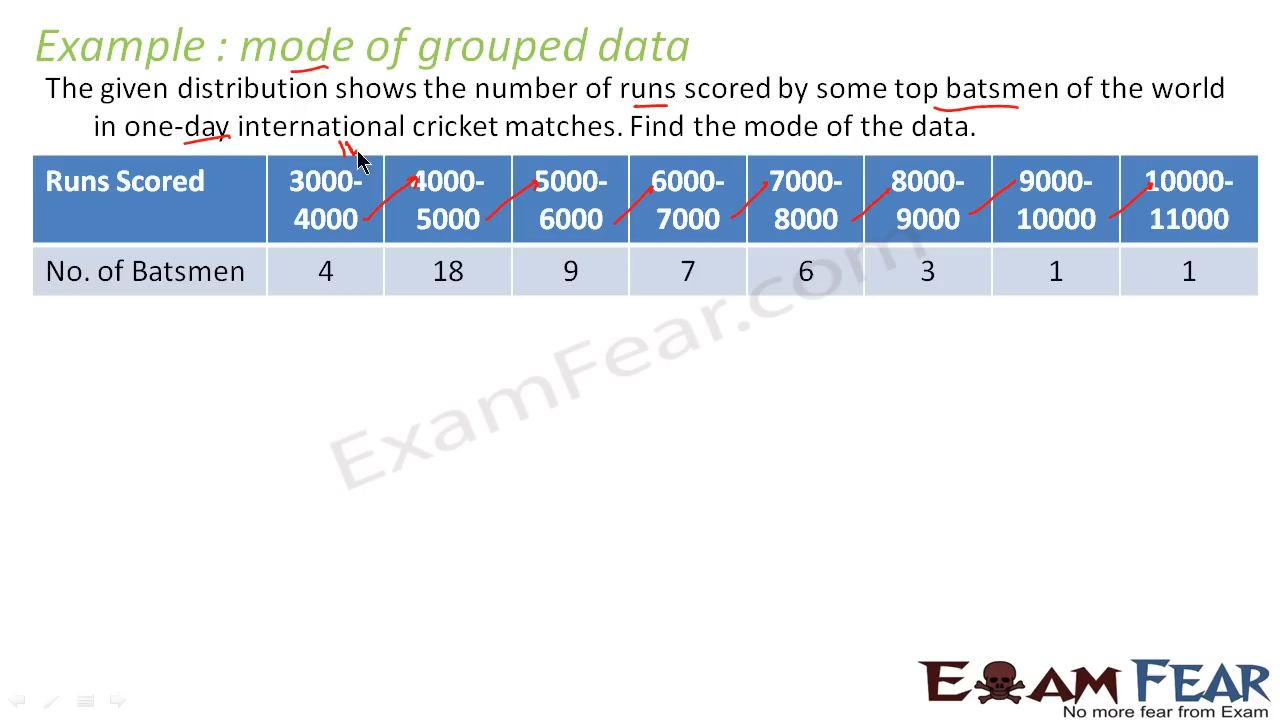 Example : mode of grouped data
The given distribution shows the number of runs scored by some top batsmen of the world
in one-day international cricket matches. Find the mode of the data.
Runs Scored 3000- 4000- 5000- 6000- 7000- 8000- 9000- 10000-
4000 5000 6000 7000 8000 9000 10000 11000
No. of Batsmen 4 18 9 7 6 3 1 1
ExamFear.com
EXAM FEAR
No more fear from Exam